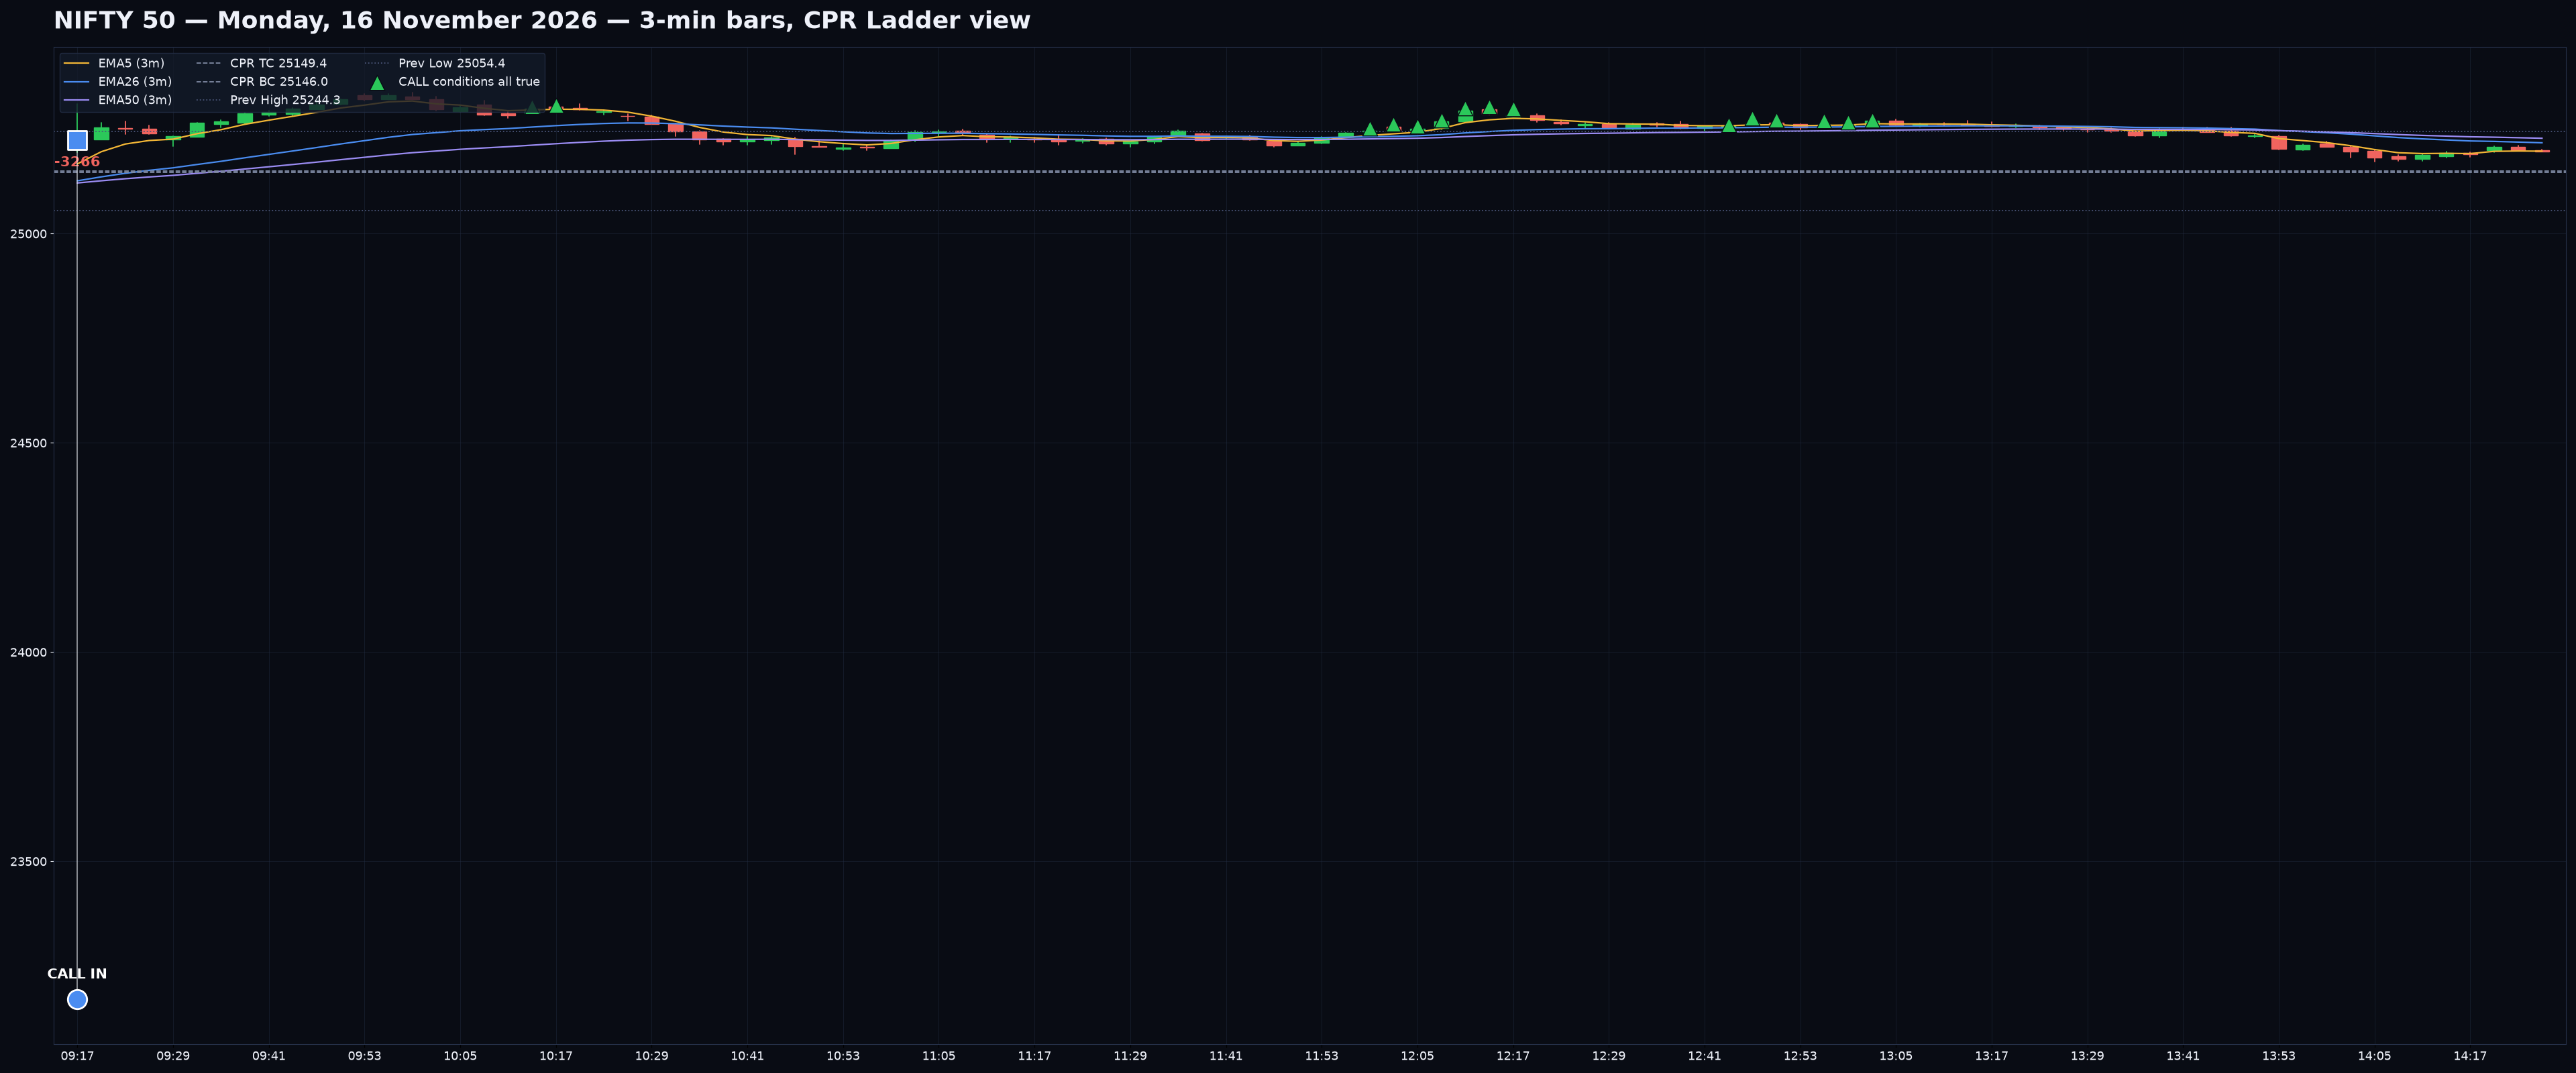 NIFTY 50 — Monday, 16 November 2026 — 3-min bars, CPR Ladder view
EMA5 (3m)
EMA26 (3m)
EMA50 (3m)
CPR TC 25149.4
CPR BC 25146.0
Prev High 25244.3
Prev Low 25054.4
CALL conditions all true
-3266
25000
24500
24000
23500
CALL IN
09:17 09:29 09:41 09:53 10:05 10:17 10:29 10:41 10:53 11:05 11:17 11:29 11:41 11:53 12:05 12:17 12:29 12:41 12:53 13:05 13:17 13:29 13:41 13:53 14:05 14:17